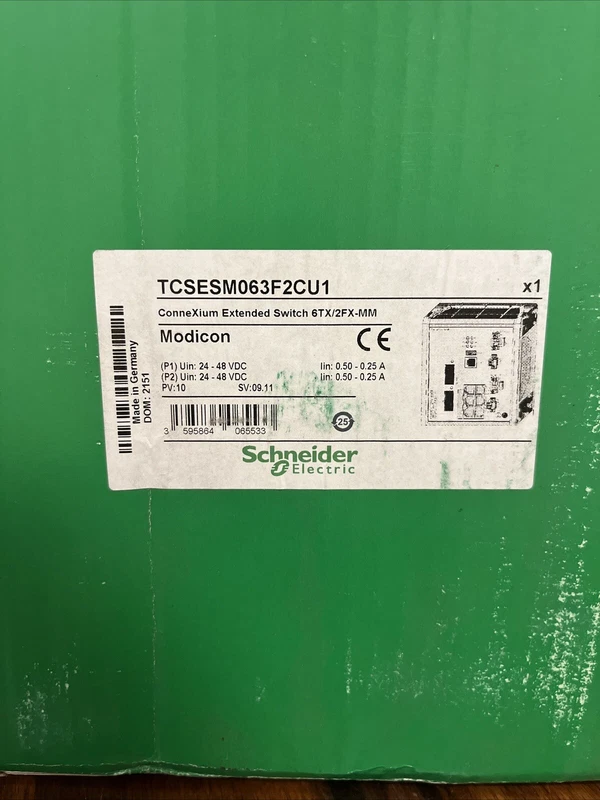 TCSESM063F2CU1 x1
ConneXium Extended Switch 6TX/2FX-MM
Modicon CE
(P1) Uin: 24 - 48 VDC Iin: 0.50 - 0.25 A
(P2) Uin: 24 - 48 VDC Iin: 0.50 - 0.25 A
PV:10 SV:09.11
3 595864 065533
25
Schneider
Electric
Made in Germany
DOM: 2151